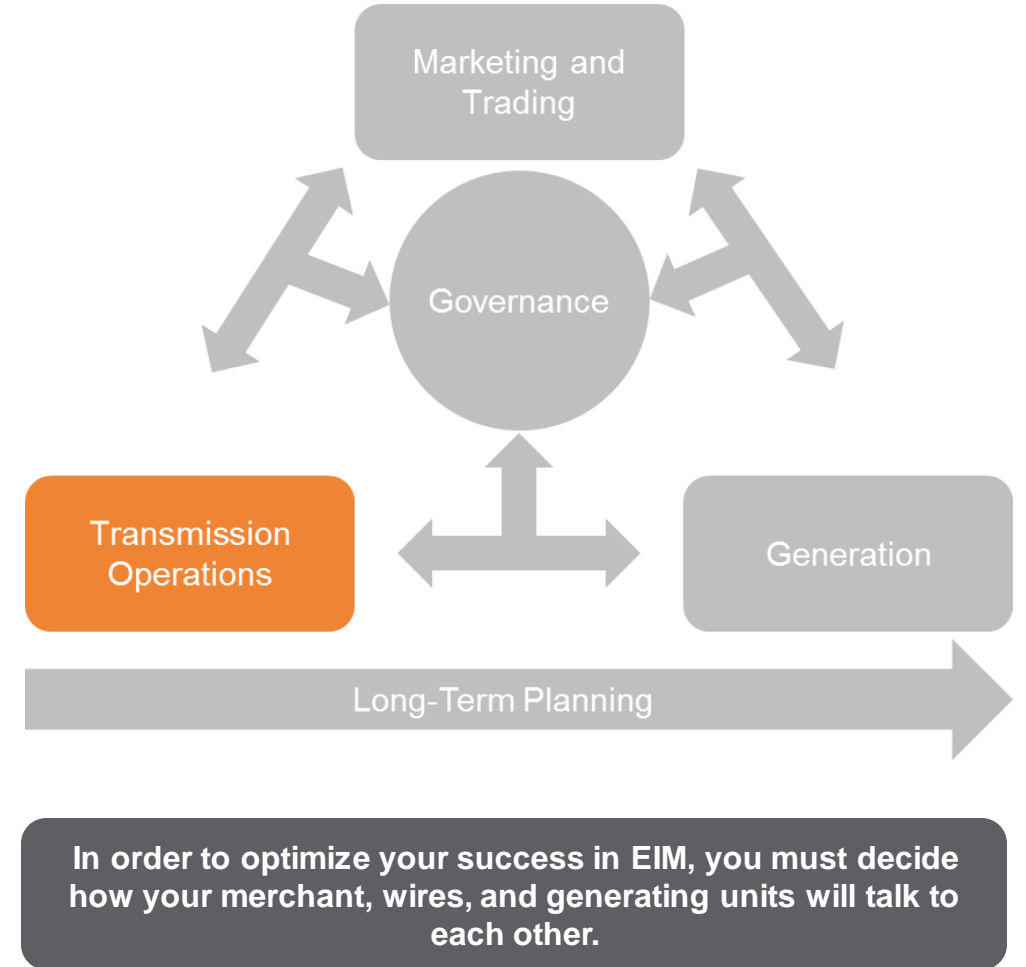 Marketing and
Trading
Governance
Transmission
Operations
Generation
Long-Term Planning
In order to optimize your success in EIM, you must decide
how your merchant, wires, and generating units will talk to
each other.